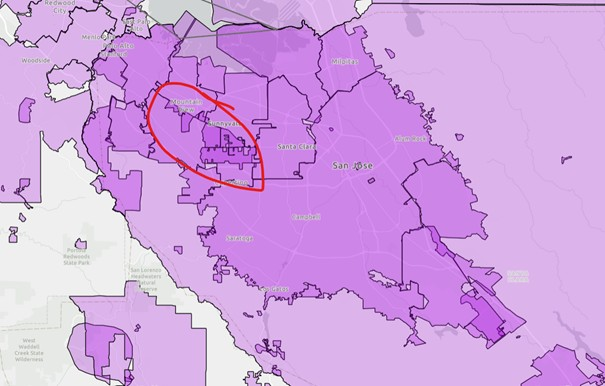 Redwood
City
Menlo Park
Palo Alto
Woodside
Milpitas
Mountain
View
Sunnyvale
Santa Clara
Alum Rock
San Jose
Campbell
Saratoga
Los Gatos
Portola
Redwoods
State Park
San Lorenzo
Headwaters
Natural
Reserve
West
Waddell
Creek State
Wilderness